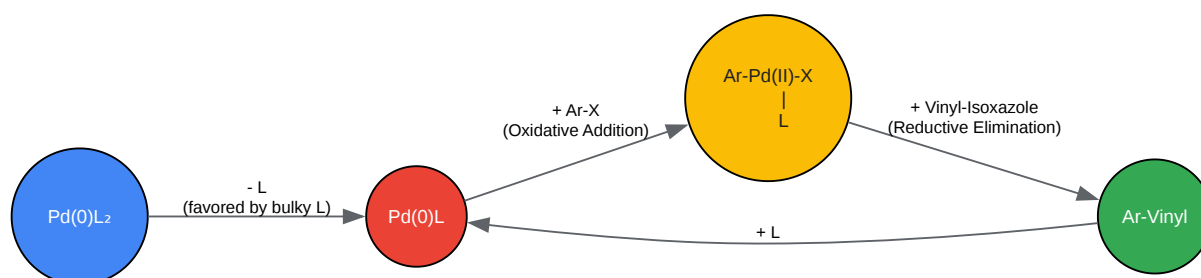 Pd(0)L₂
- L
(favored by bulky L)
Pd(0)L
+ Ar-X
(Oxidative Addition)
Ar-Pd(II)-X
|
L
+ Vinyl-Isoxazole
(Reductive Elimination)
Ar-Vinyl
+ L